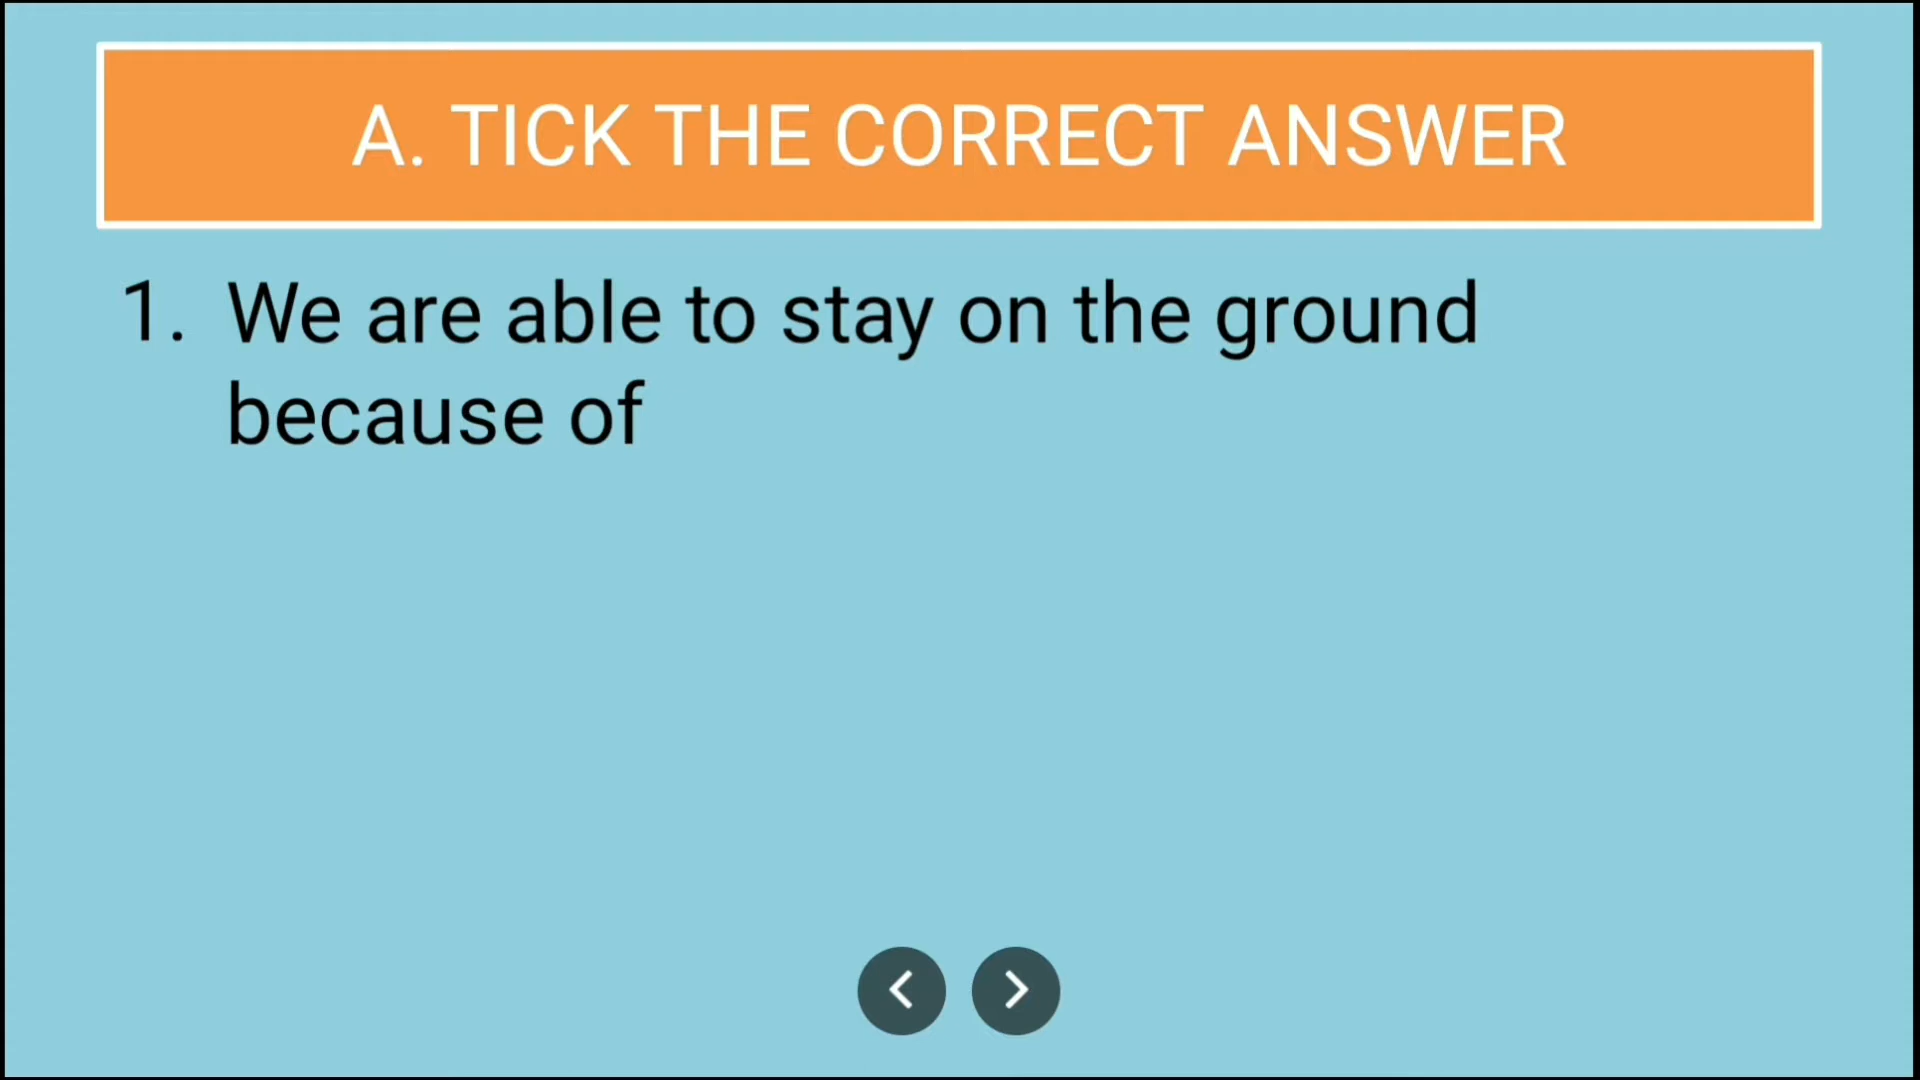 A. TICK THE CORRECT ANSWER
1. We are able to stay on the ground
because of